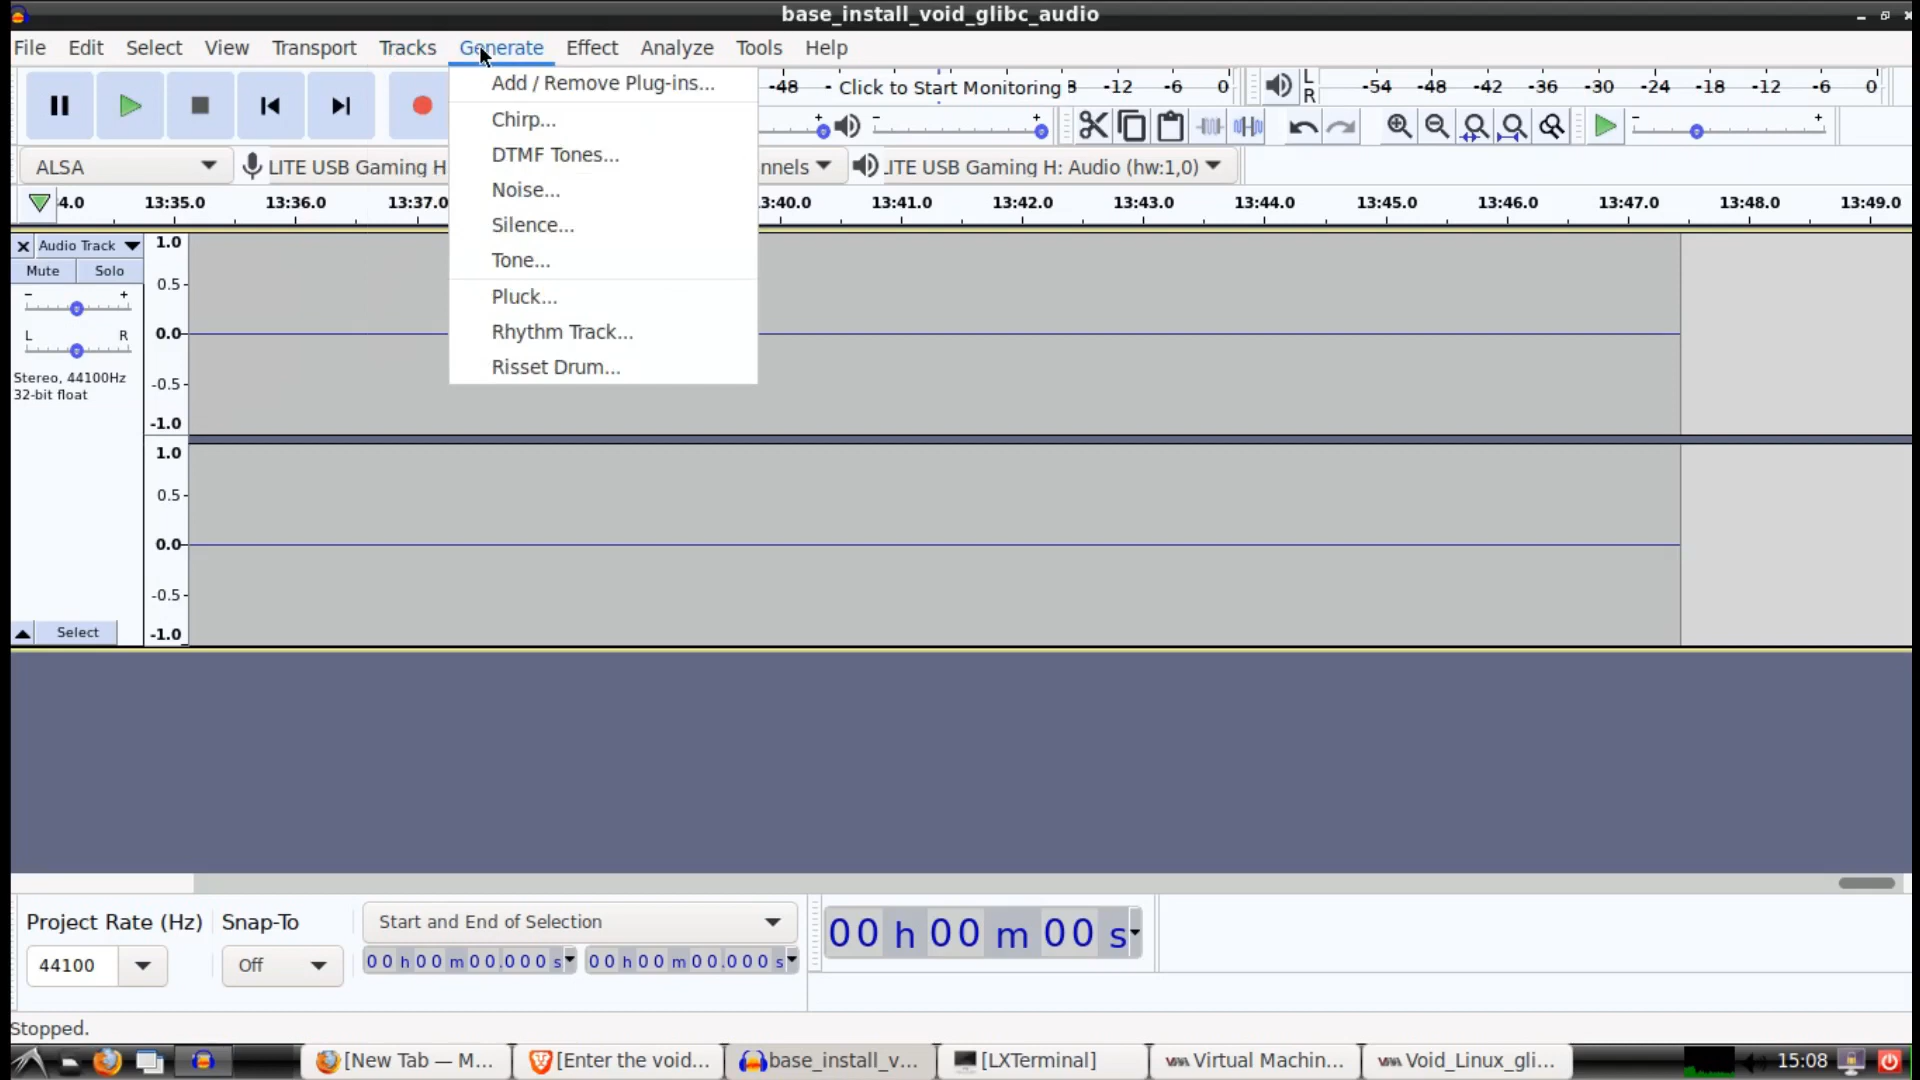 base_install_void_glibc_audio
File Edit Select View Transport Tracks Generate Effect Analyze Tools Help
Add / Remove Plug-ins...
Chirp...
DTMF Tones...
Noise...
Silence...
Tone...
Pluck...
Rhythm Track...
Risset Drum...
-48 - Click to Start Monitoring -12 -6 0
L
R
-54 -48 -42 -36 -30 -24 -18 -12 -6 0
- + - + - +
ALSA LITE USB Gaming H nnels LITE USB Gaming H: Audio (hw:1,0)
4.0 13:35.0 13:36.0 13:37.0 13:40.0 13:41.0 13:42.0 13:43.0 13:44.0 13:45.0 13:46.0 13:47.0 13:48.0 13:49.0
Audio Track
Mute Solo
- +
L R
Stereo, 44100Hz
32-bit float
Select
1.0
0.5
0.0
-0.5
-1.0
1.0
0.5
0.0
-0.5
-1.0
Project Rate (Hz) Snap-To Start and End of Selection
44100 Off 00 h 00 m 00.000 s 00 h 00 m 00.000 s 00 h 00 m 00 s
Stopped.
[New Tab — M... [Enter the void... base_install_v... [LXTerminal] Virtual Machin... Void_Linux_gli... 15:08